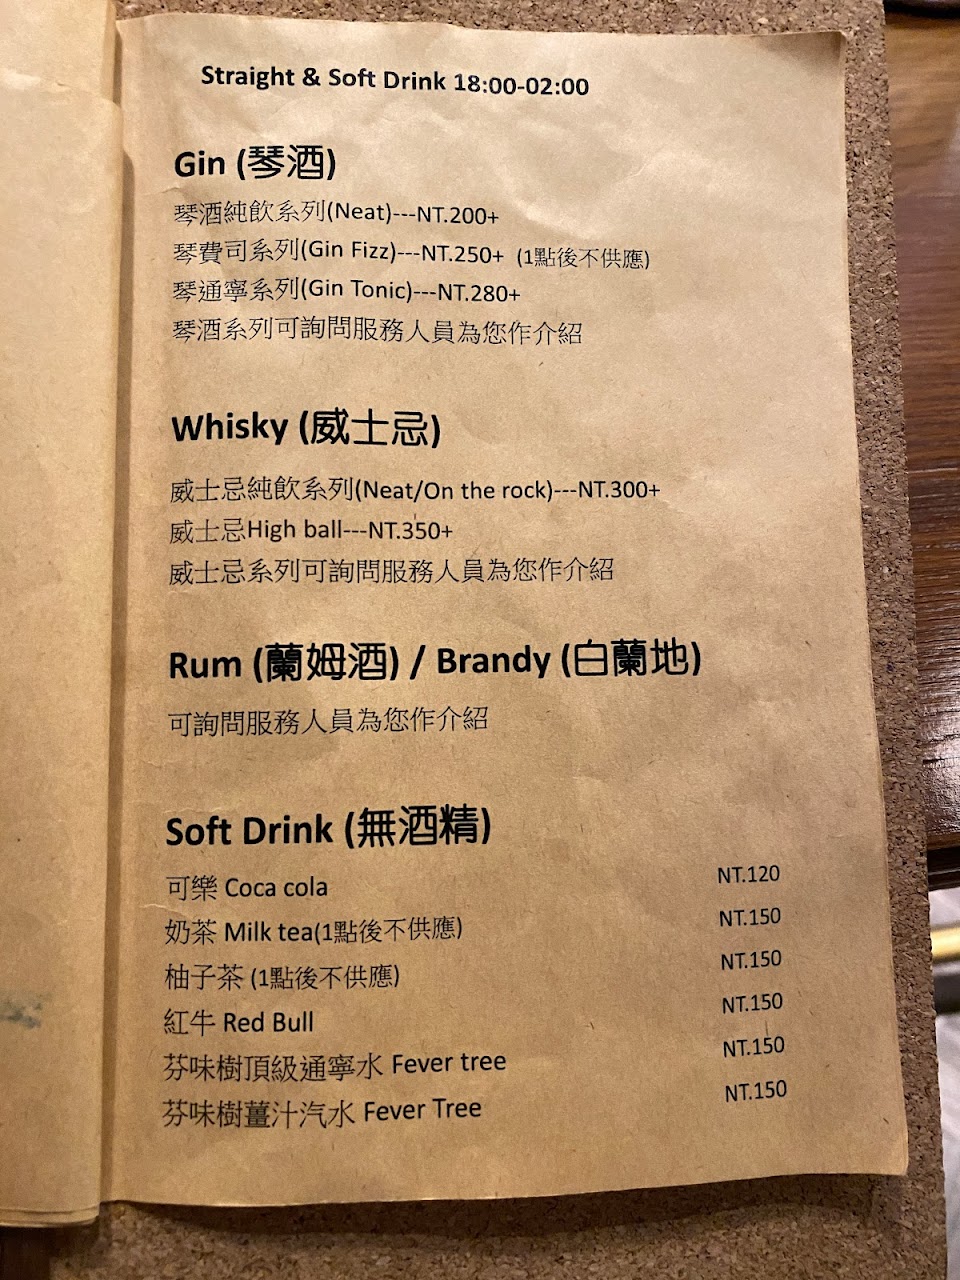 Straight & Soft Drink 18:00-02:00
Gin (琴酒)
琴酒純飲系列(Neat)---NT.200+
琴費司系列(Gin Fizz)---NT.250+ (1點後不供應)
琴通寧系列(Gin Tonic)---NT.280+
琴酒系列可詢問服務人員為您作介紹
Whisky (威士忌)
威士忌純飲系列(Neat/On the rock)---NT.300+
威士忌High ball---NT.350+
威士忌系列可詢問服務人員為您作介紹
Rum (蘭姆酒) / Brandy (白蘭地)
可詢問服務人員為您作介紹
Soft Drink (無酒精)
可樂 Coca cola NT.120
奶茶 Milk tea(1點後不供應) NT.150
柚子茶 (1點後不供應) NT.150
紅牛 Red Bull NT.150
芬味樹頂級通寧水 Fever tree NT.150
芬味樹薑汁汽水 Fever Tree NT.150